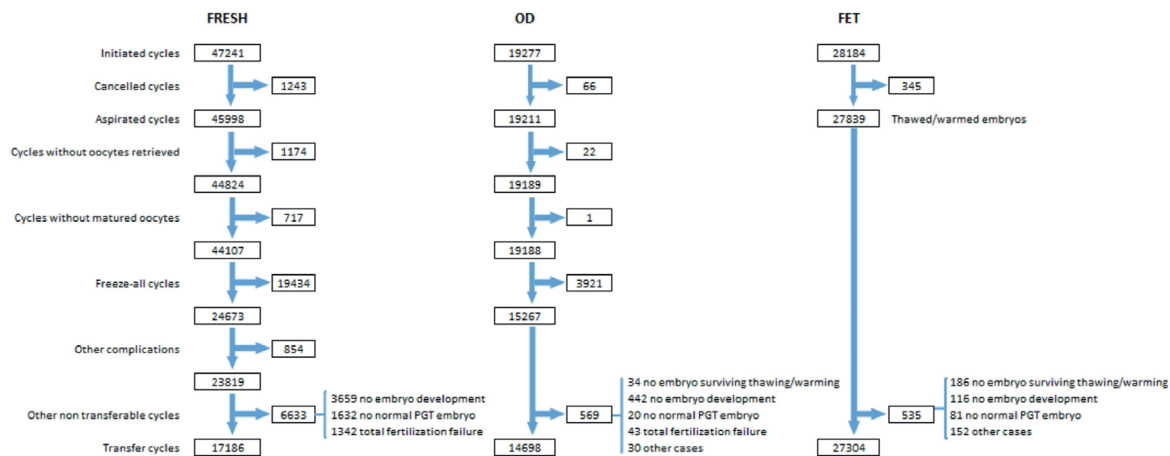 FRESH OD FET
Initiated cycles 47241 19277 28184
Cancelled cycles 1243 66 345
Aspirated cycles 45998 19211 27839 Thawed/warmed embryos
Cycles without oocytes retrieved 1174 22
44824 19189
Cycles without matured oocytes 717 1
44107 19188
Freeze-all cycles 19434 3921
24673 15267
Other complications 854
23819
Other non transferable cycles 6633 569 535
3659 no embryo development
1632 no normal PGT embryo
1342 total fertilization failure
34 no embryo surviving thawing/warming
442 no embryo development
20 no normal PGT embryo
43 total fertilization failure
30 other cases
186 no embryo surviving thawing/warming
116 no embryo development
81 no normal PGT embryo
152 other cases
Transfer cycles 17186 14698 27304